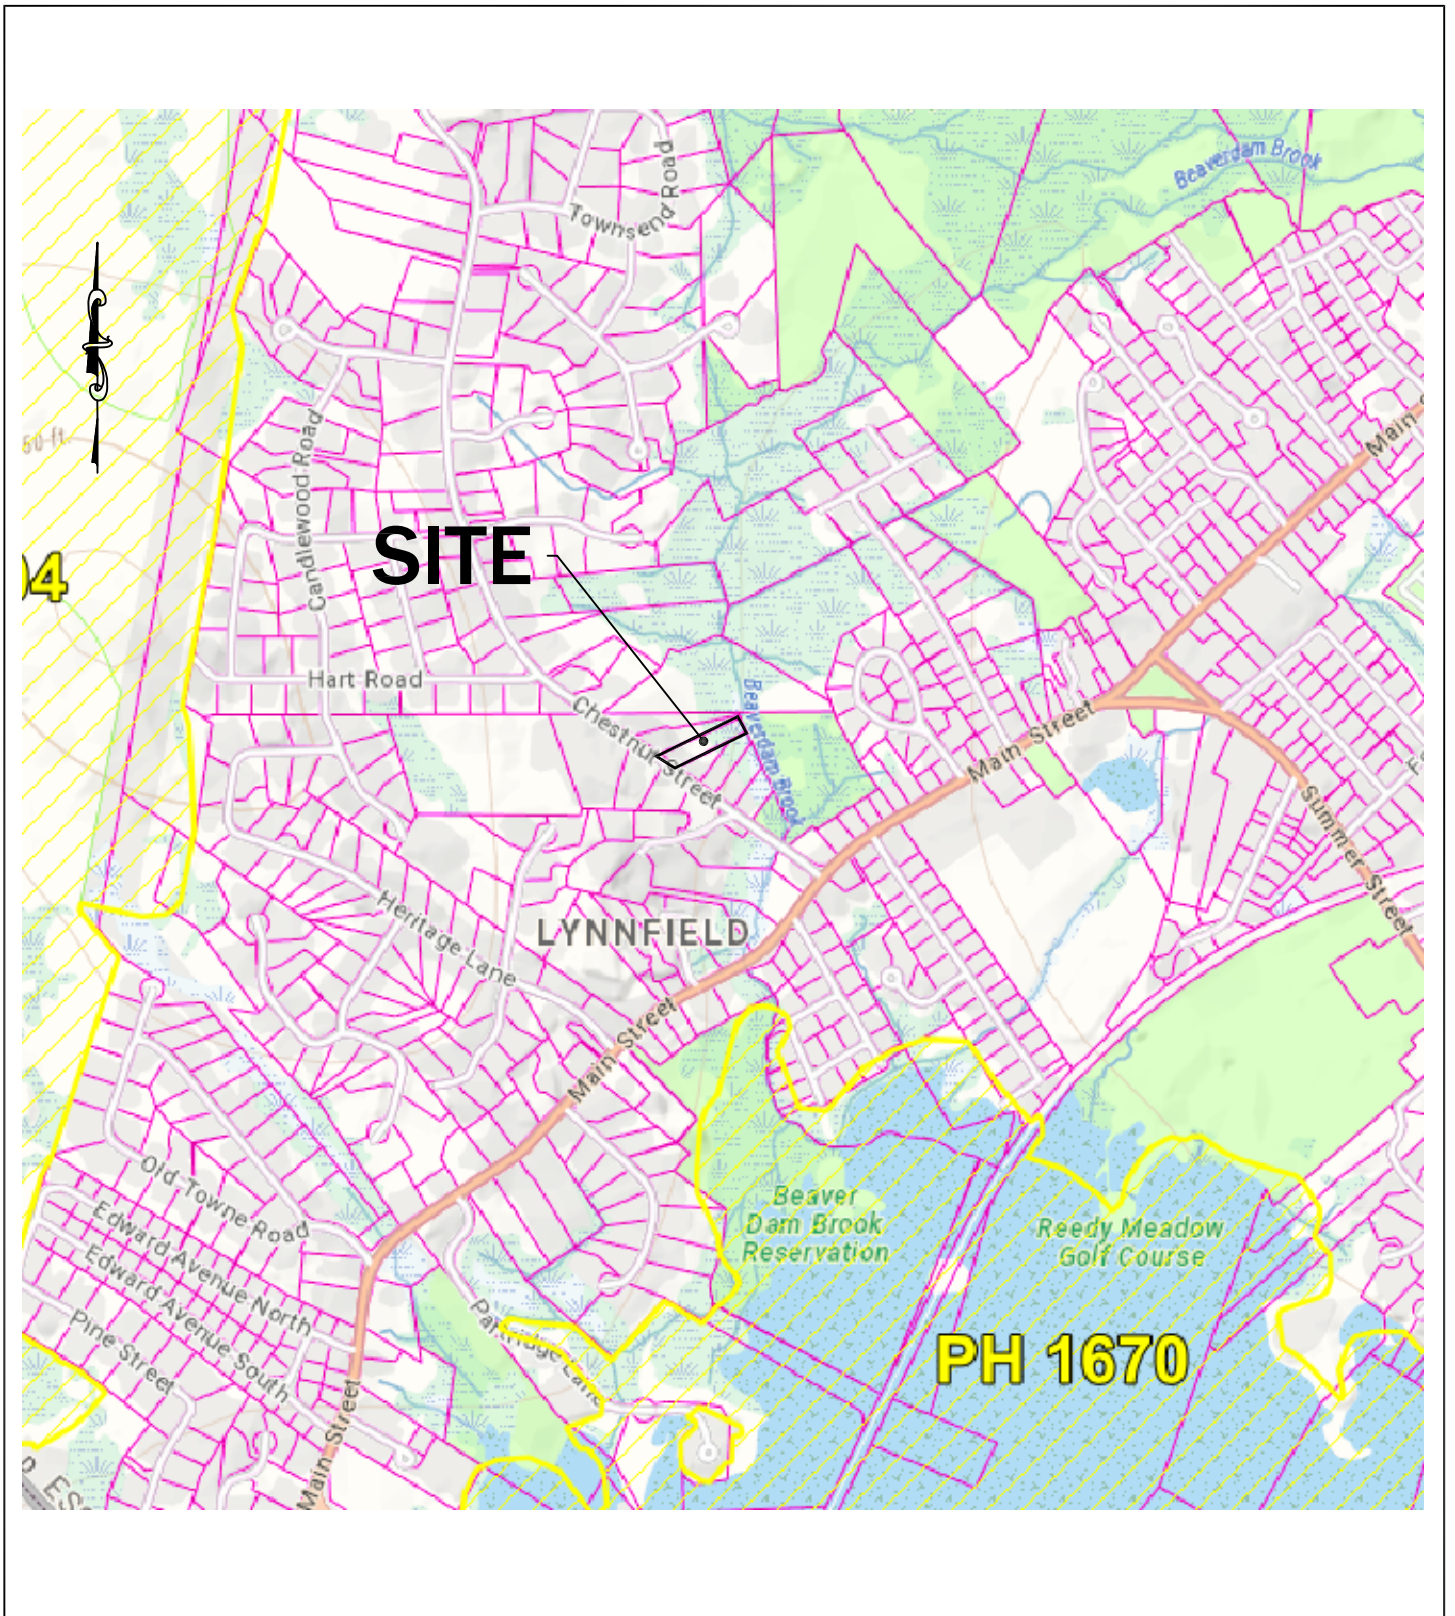 Beaverdam Brook
Townsend Road
Main
50 ft.
Candlewood Road
SITE
04
Hart Road
Chestnut Street
Beaverdam Brook
Main Street
Summer Street
Heritage Lane
LYNNFIELD
Main Street
Old Towne Road
Edward Avenue North
Edward Avenue South
Pine Street
Beaver
Dam Brook
Reservation
Reedy Meadow
Golf Course
Partridge Lane
PH 1670
Main Street